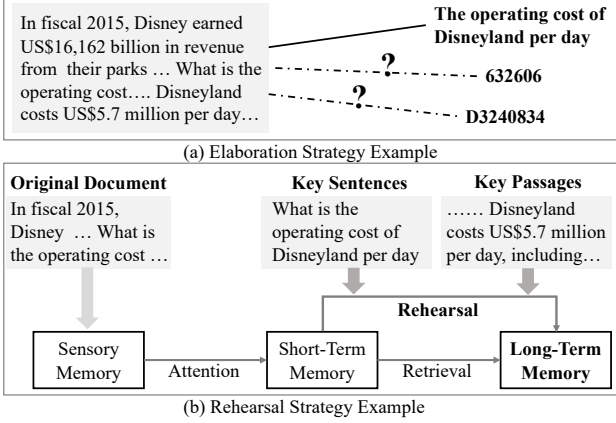 In fiscal 2015, Disney earned
US$16,162 billion in revenue
from their parks … What is the
operating cost…. Disneyland
costs US$5.7 million per day…
The operating cost of
Disneyland per day
?
632606
?
D3240834
(a) Elaboration Strategy Example
Original Document
In fiscal 2015,
Disney … What is
the operating cost …
Key Sentences
What is the
operating cost of
Disneyland per day
Key Passages
…… Disneyland
costs US$5.7 million
per day, including…
Rehearsal
Sensory
Memory
Attention
Short-Term
Memory
Retrieval
Long-Term
Memory
(b) Rehearsal Strategy Example